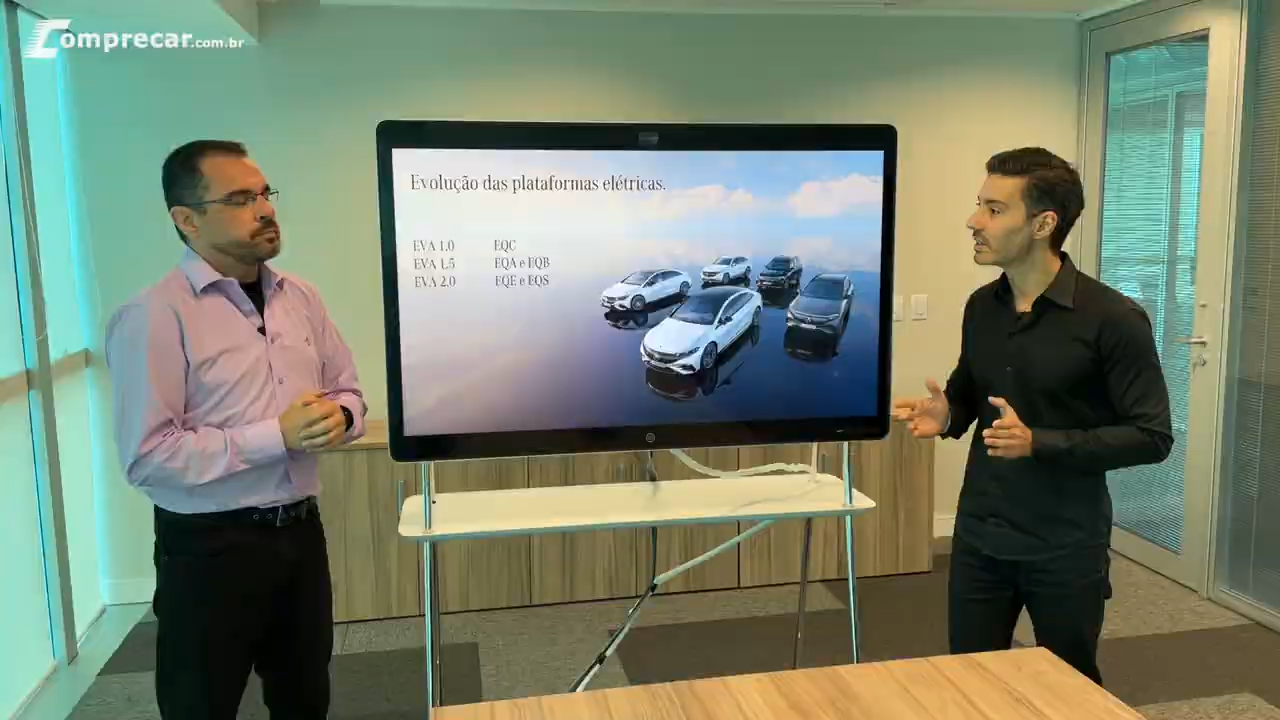 Comprecar.com.br
Evolução das plataformas elétricas.
EVA 1.0 EQC
EVA 1.5 EQA e EQB
EVA 2.0 EQE e EQS